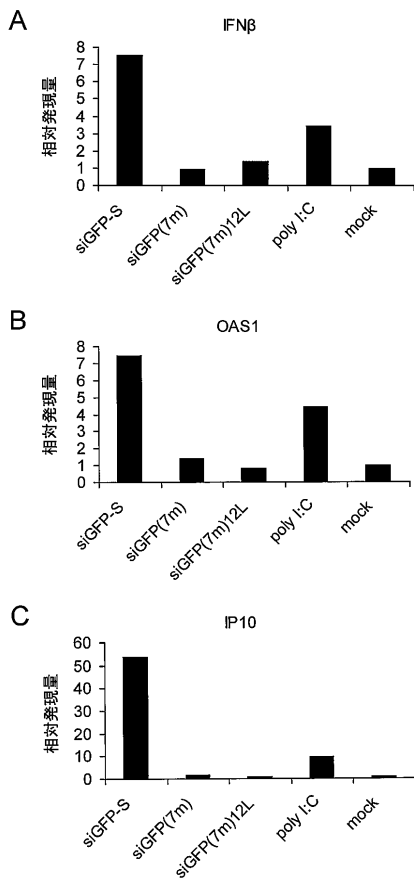 A
IFNβ
相対発現量
8
7
6
5
4
3
2
1
0
siGFP-S
siGFP(7m)
siGFP(7m)12L
poly I:C
mock
B
OAS1
相対発現量
8
7
6
5
4
3
2
1
0
siGFP-S
siGFP(7m)
siGFP(7m)12L
poly I:C
mock
C
IP10
相対発現量
60
50
40
30
20
10
0
siGFP-S
siGFP(7m)
siGFP(7m)12L
poly I:C
mock